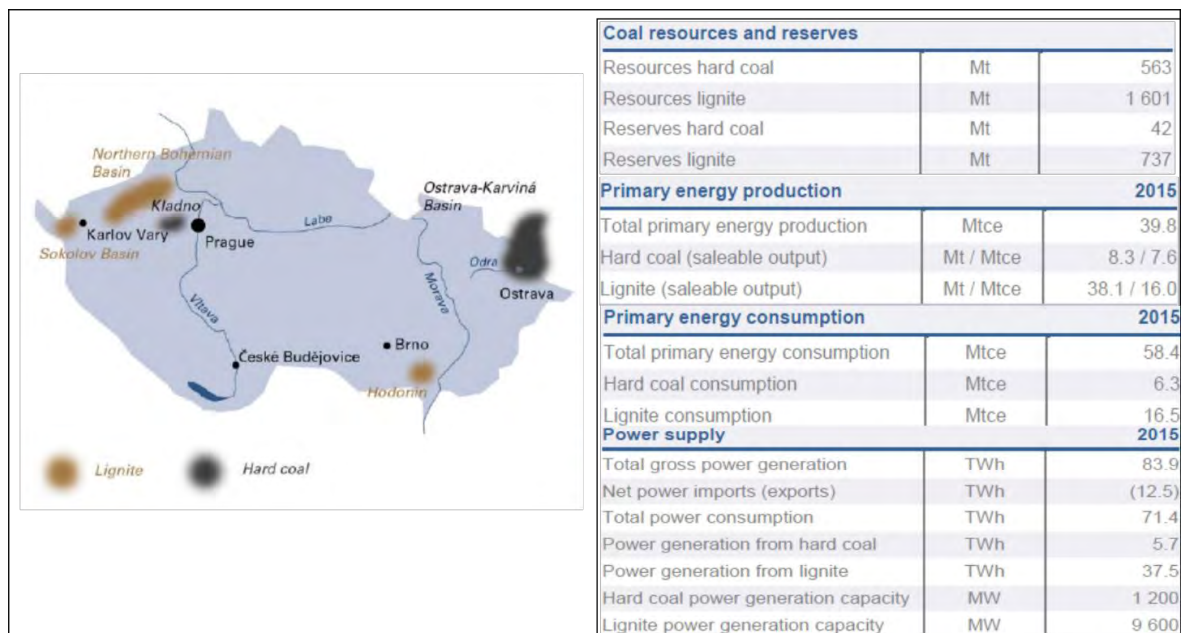 Northern Bohemian
Basin
Kladno
Karlov Vary
Prague
Sokolov Basin
Labe
Ostrava-Karviná
Basin
Odra
Ostrava
Morava
Vltava
České Budějovice
Brno
Hodonín
Lignite
Hard coal
Coal resources and reserves
Resources hard coal Mt 563
Resources lignite Mt 1 601
Reserves hard coal Mt 42
Reserves lignite Mt 737
Primary energy production 2015
Total primary energy production Mtce 39.8
Hard coal (saleable output) Mt / Mtce 8.3 / 7.6
Lignite (saleable output) Mt / Mtce 38.1 / 16.0
Primary energy consumption 2015
Total primary energy consumption Mtce 58.4
Hard coal consumption Mtce 6.3
Lignite consumption Mtce 16.5
Power supply 2015
Total gross power generation TWh 83.9
Net power imports (exports) TWh (12.5)
Total power consumption TWh 71.4
Power generation from hard coal TWh 5.7
Power generation from lignite TWh 37.5
Hard coal power generation capacity MW 1 200
Lignite power generation capacity MW 9 600